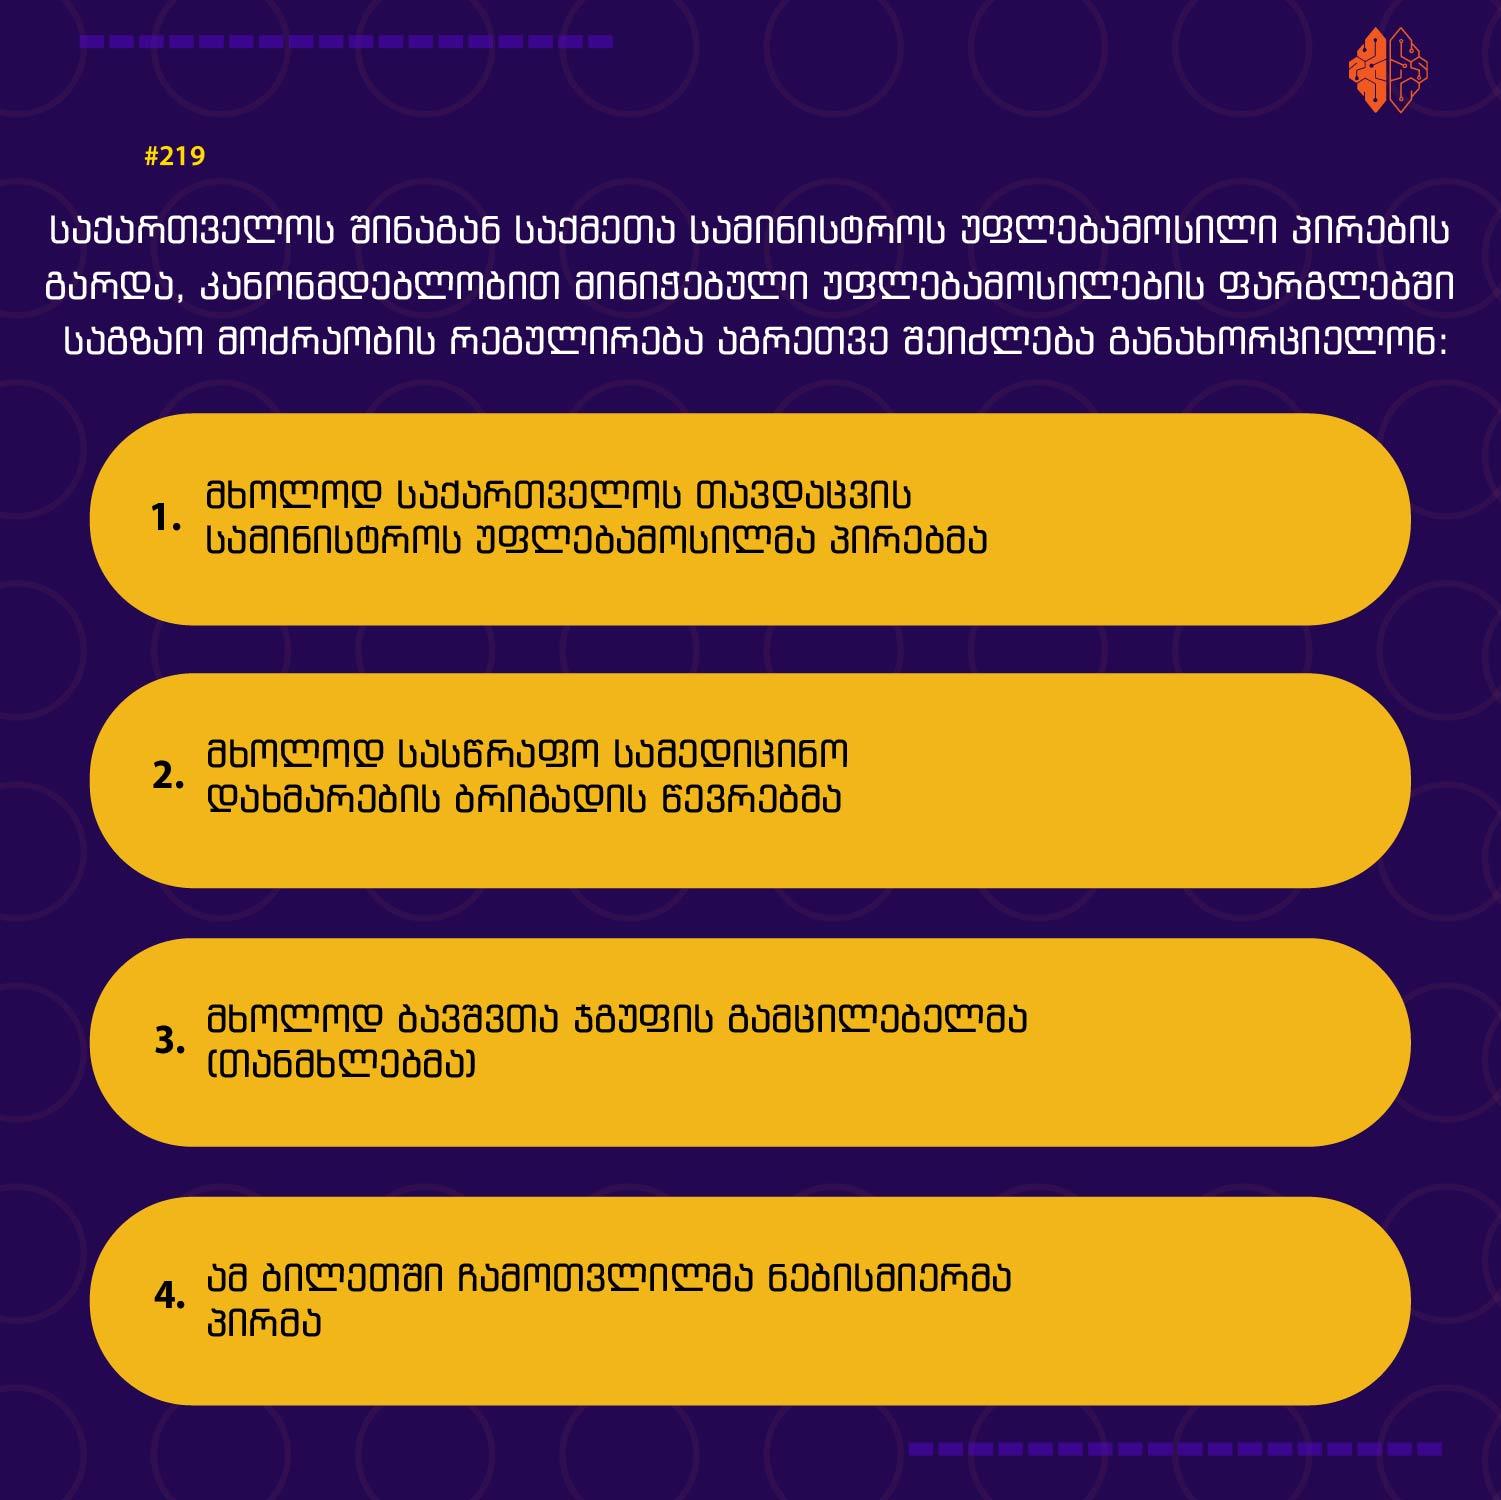 #219
საქართველოს შინაგან საქმეთა სამინისტროს უფლებამოსილი პირების
გარდა, კანონმდებლობით მინიჭებული უფლებამოსილების ფარგლებში
საგზაო მოძრაობის რეგულირება აგრეთვე შეიძლება განახორციელონ:
1. მხოლოდ საქართველოს თავდაცვის
სამინისტროს უფლებამოსილმა პირებმა
2. მხოლოდ სასწრაფო სამედიცინო
დახმარების ბრიგადის წევრებმა
3. მხოლოდ ბავშვთა ჯგუფის გამცილებელმა
(თანმხლებმა)
4. ამ ბილეთში ჩამოთვლილმა ნებისმიერმა
პირმა